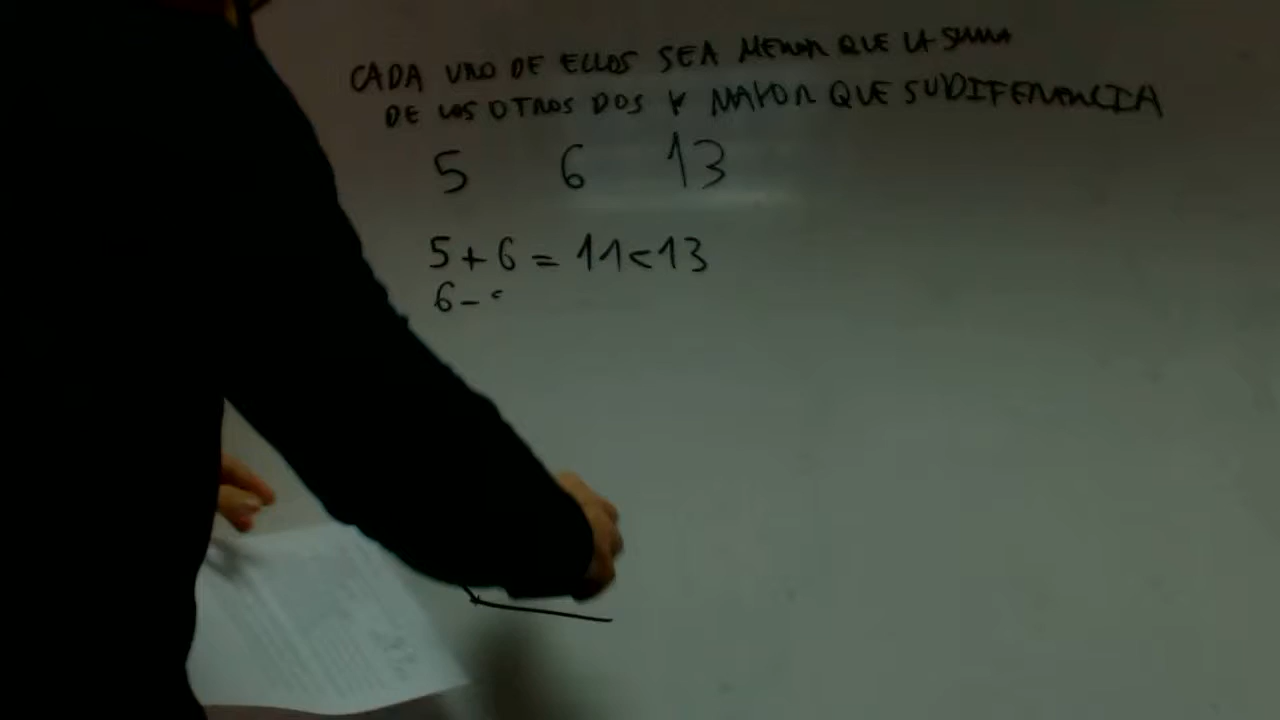 CADA UNO DE ELLOS SEA MENOR QUE LA SUMA
DE LOS OTROS DOS Y MAYOR QUE SU DIFERENCIA
5 6 13
5 + 6 = 11 < 13
6 -